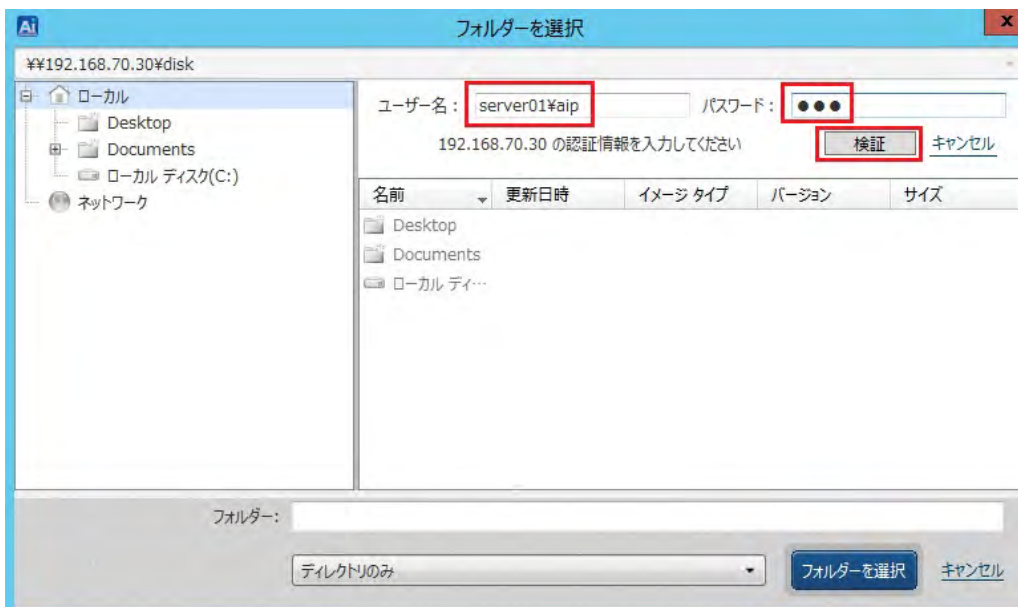 Ai
フォルダーを選択
x
¥¥192.168.70.30¥disk
ローカル
Desktop
Documents
ローカル ディスク(C:)
ネットワーク
ユーザー名: server01¥aip パスワード: ●●●
192.168.70.30 の認証情報を入力してください 検証 キャンセル
名前 更新日時 イメージ タイプ バージョン サイズ
Desktop
Documents
ローカル ディ…
フォルダー:
ディレクトリのみ フォルダーを選択 キャンセル